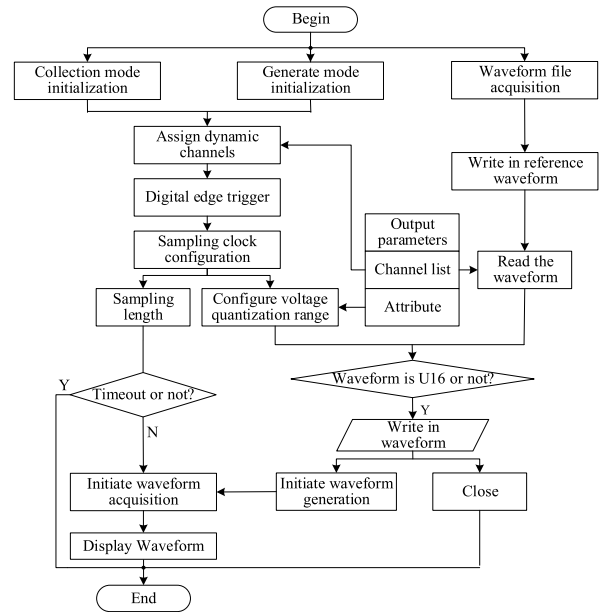 Begin
Collection mode
initialization
Generate mode
initialization
Waveform file
acquisition
Assign dynamic
channels
Write in reference
waveform
Digital edge trigger
Output
parameters
Sampling clock
configuration
Channel list
Read the
waveform
Sampling
length
Configure voltage
quantization range
Attribute
Y
Timeout or not?
Waveform is U16 or not?
Y
N
Write in
waveform
Initiate waveform
acquisition
Initiate waveform
generation
Close
Display Waveform
End